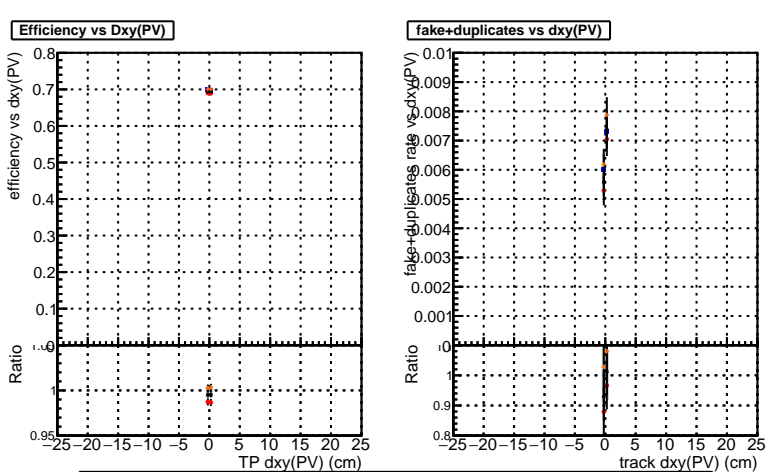 Efficiency vs Dxy(PV)
efficiency vs dxy(PV)
0.8
0.7
0.6
0.5
0.4
0.3
0.2
0.1
0
Ratio
1
0.95
−25 −20 −15 −10 −5 0 5 10 15 20 25
TP dxy(PV) (cm)
fake+duplicates vs dxy(PV)
fake+duplicates rate vs dxy(PV)
0.01
0.009
0.008
0.007
0.006
0.005
0.004
0.003
0.002
0.001
0
Ratio
1
0.9
0.8
−25 −20 −15 −10 −5 0 5 10 15 20 25
track dxy(PV) (cm)